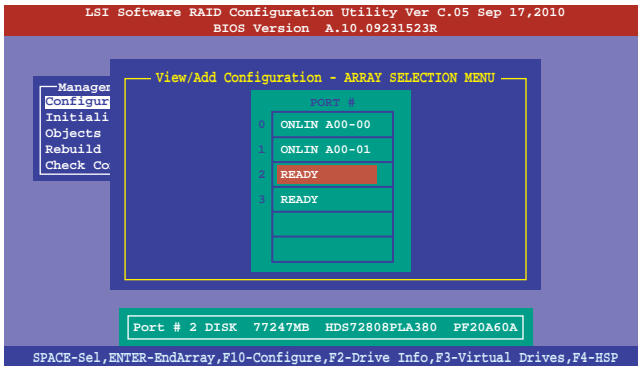 LSI Software RAID Configuration Utility Ver C.05 Sep 17,2010
BIOS Version A.10.09231523R
View/Add Configuration - ARRAY SELECTION MENU
Managem
Configur
Initiali
Objects
Rebuild
Check Co
PORT #
0 ONLIN A00-00
1 ONLIN A00-01
2 READY
3 READY
Port # 2 DISK 77247MB HDS72808PLA380 PF20A60A
SPACE-Sel,ENTER-EndArray,F10-Configure,F2-Drive Info,F3-Virtual Drives,F4-HSP